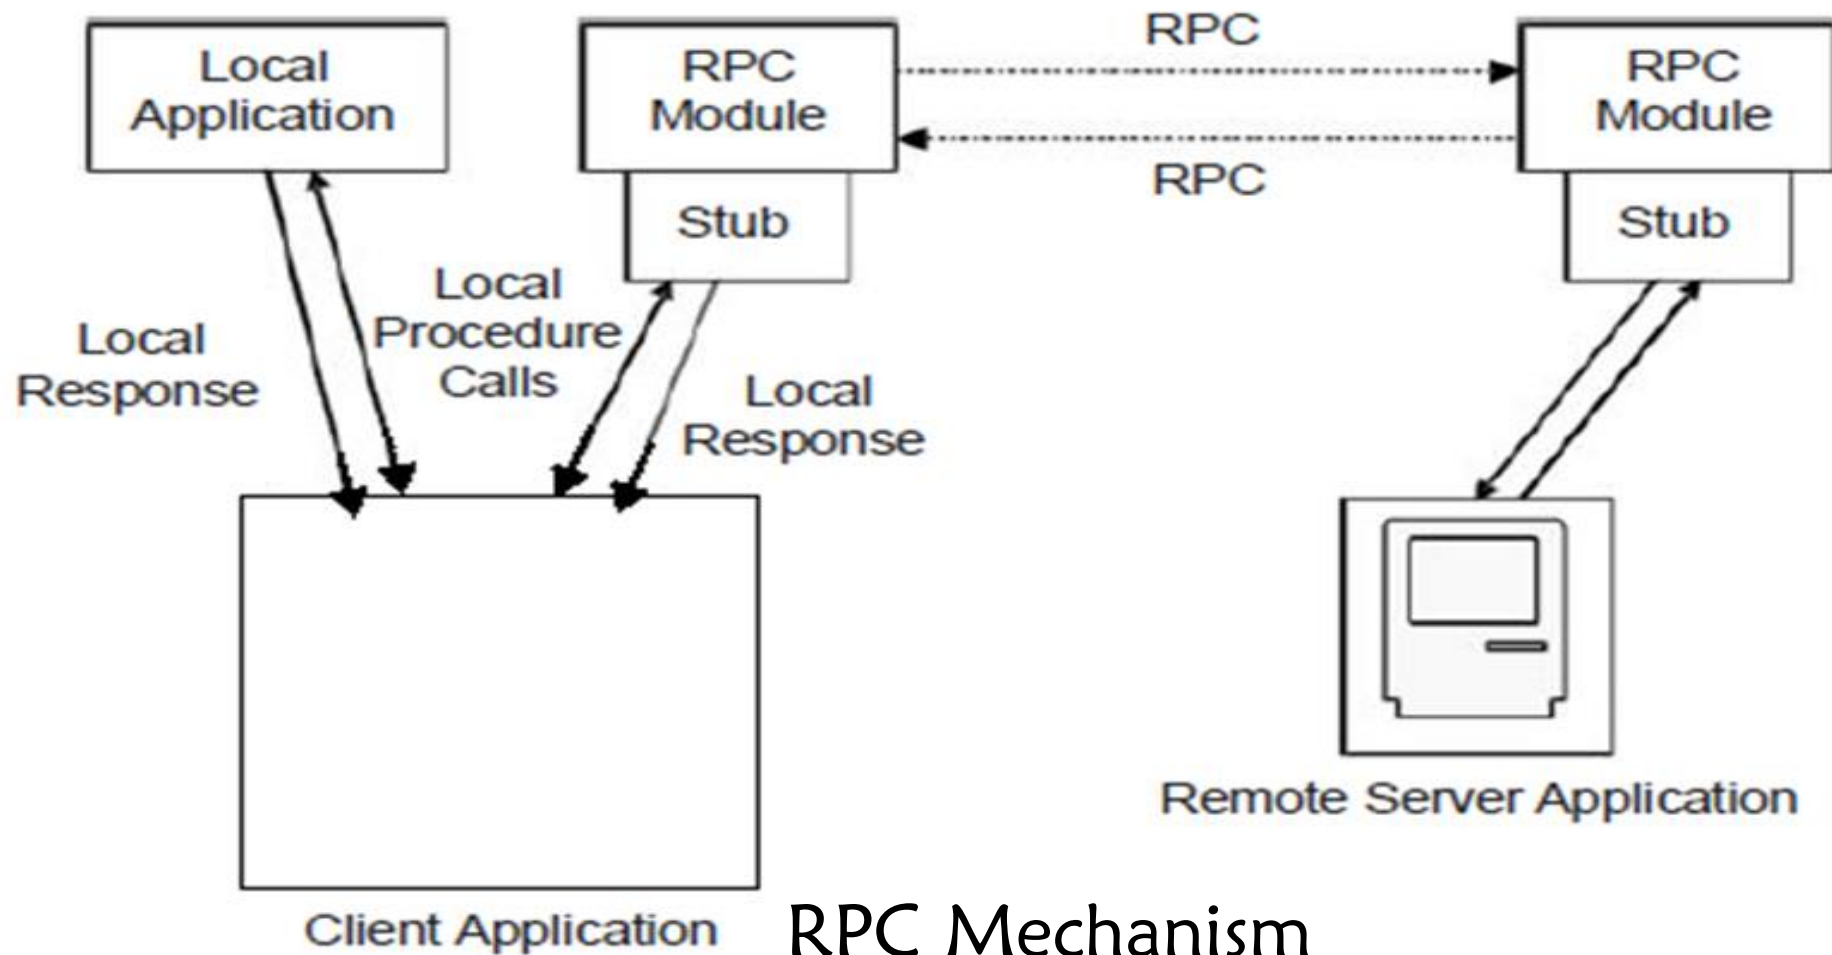 Local
Application
RPC
Module
Stub
RPC
RPC
RPC
Module
Stub
Local
Response
Local
Procedure
Calls
Local
Response
Client Application
Remote Server Application
RPC Mechanism